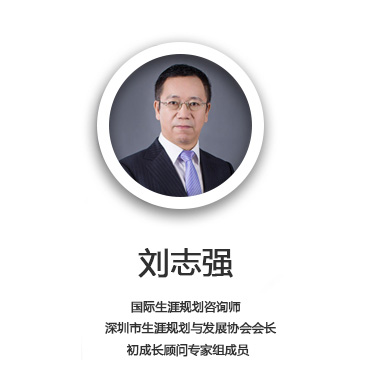 刘志强
国际生涯规划咨询师
深圳市生涯规划与发展协会会长
初成长顾问专家组成员